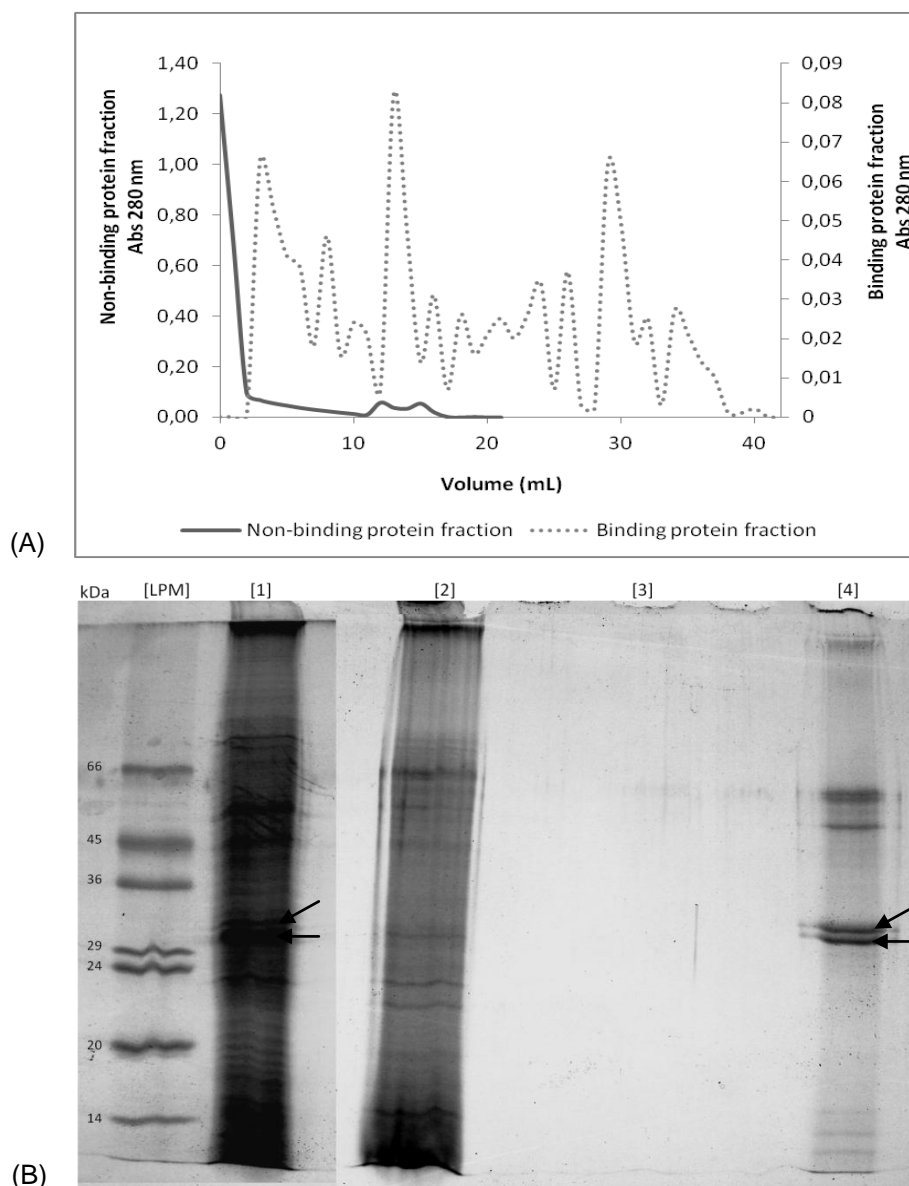 1,40
1,20
1,00
0,80
0,60
0,40
0,20
0,00
Non-binding protein fraction
Abs 280 nm
0,09
0,08
0,07
0,06
0,05
0,04
0,03
0,02
0,01
0
Binding protein fraction
Abs 280 nm
0 10 20 30 40
Volume (mL)
Non-binding protein fraction Binding protein fraction
(A)
kDa [LPM] [1] [2] [3] [4]
66
45
36
29
24
20
14
(B)